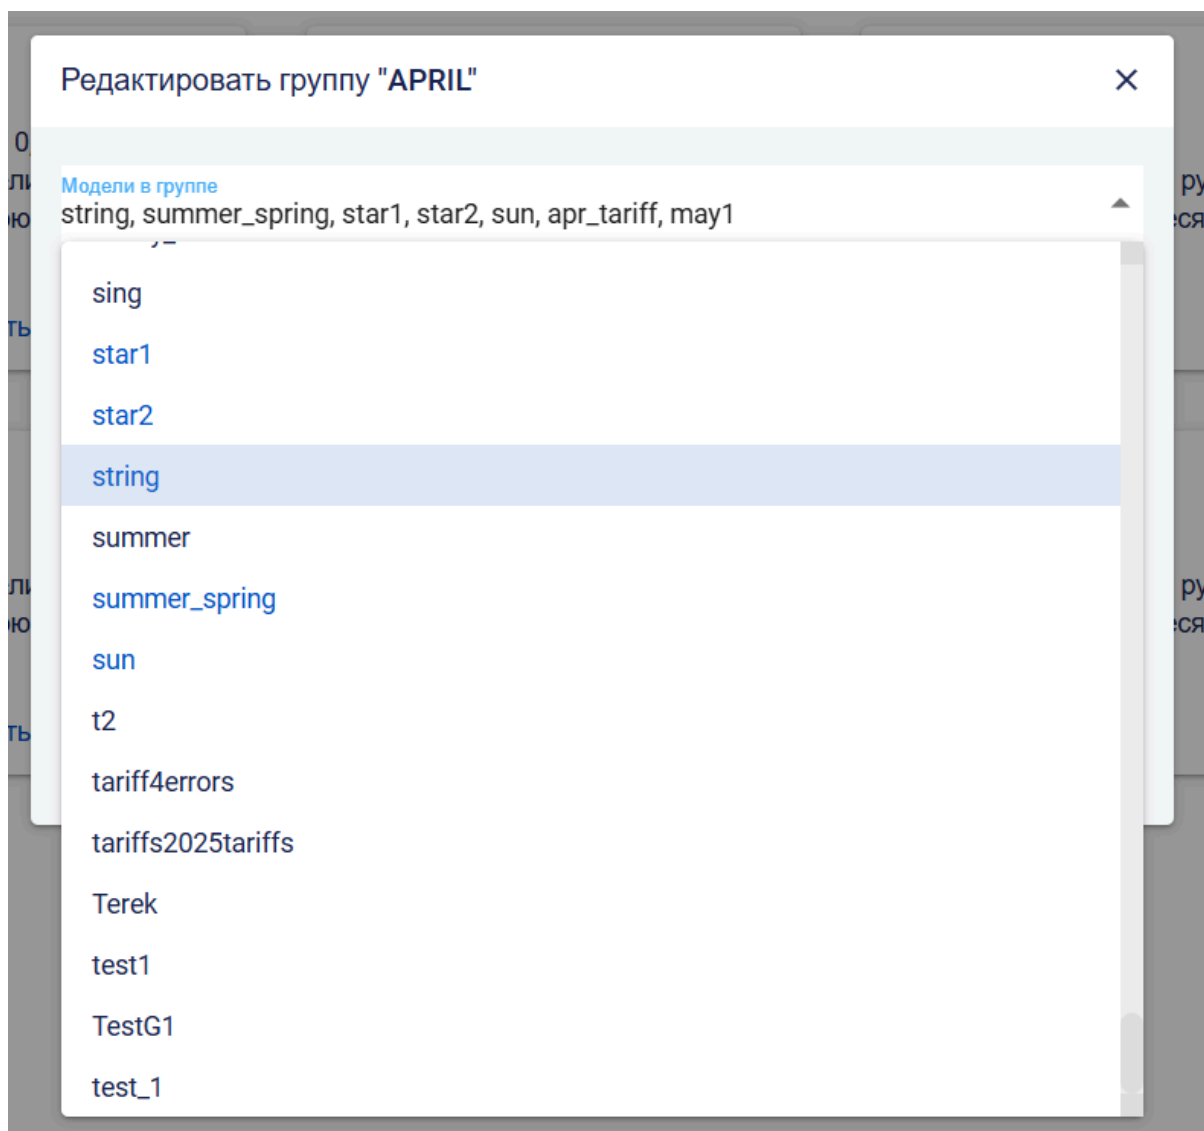 Редактировать группу "APRIL"
Модели в группе
string, summer_spring, star1, star2, sun, apr_tariff, may1
sing
star1
star2
string
summer
summer_spring
sun
t2
tariff4errors
tariffs2025tariffs
Terek
test1
TestG1
test_1